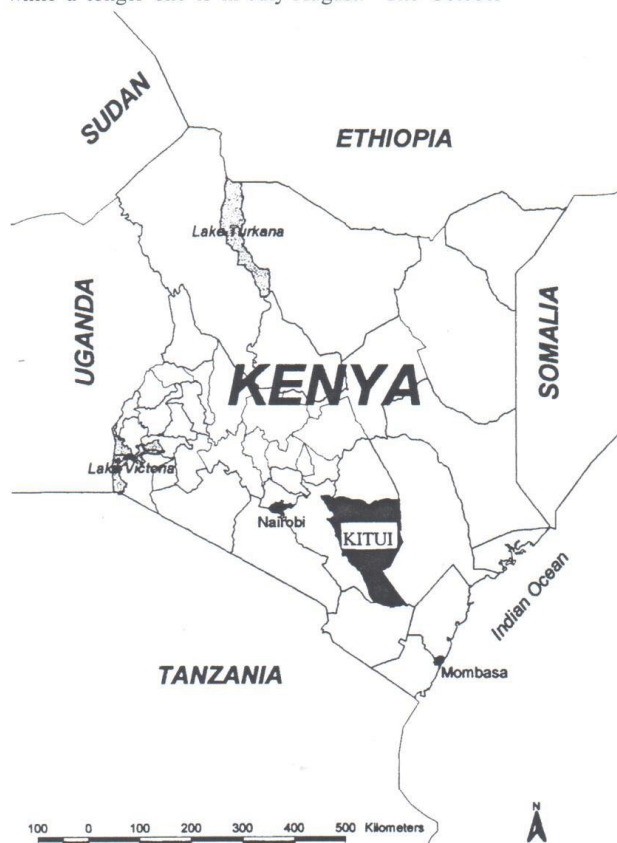 SUDAN
ETHIOPIA
Lake Turkana
UGANDA
SOMALIA
KENYA
Lake Victoria
Nairobi
KITUI
Indian Ocean
Mombasa
TANZANIA
N
100 0 100 200 300 400 500 Kilometers